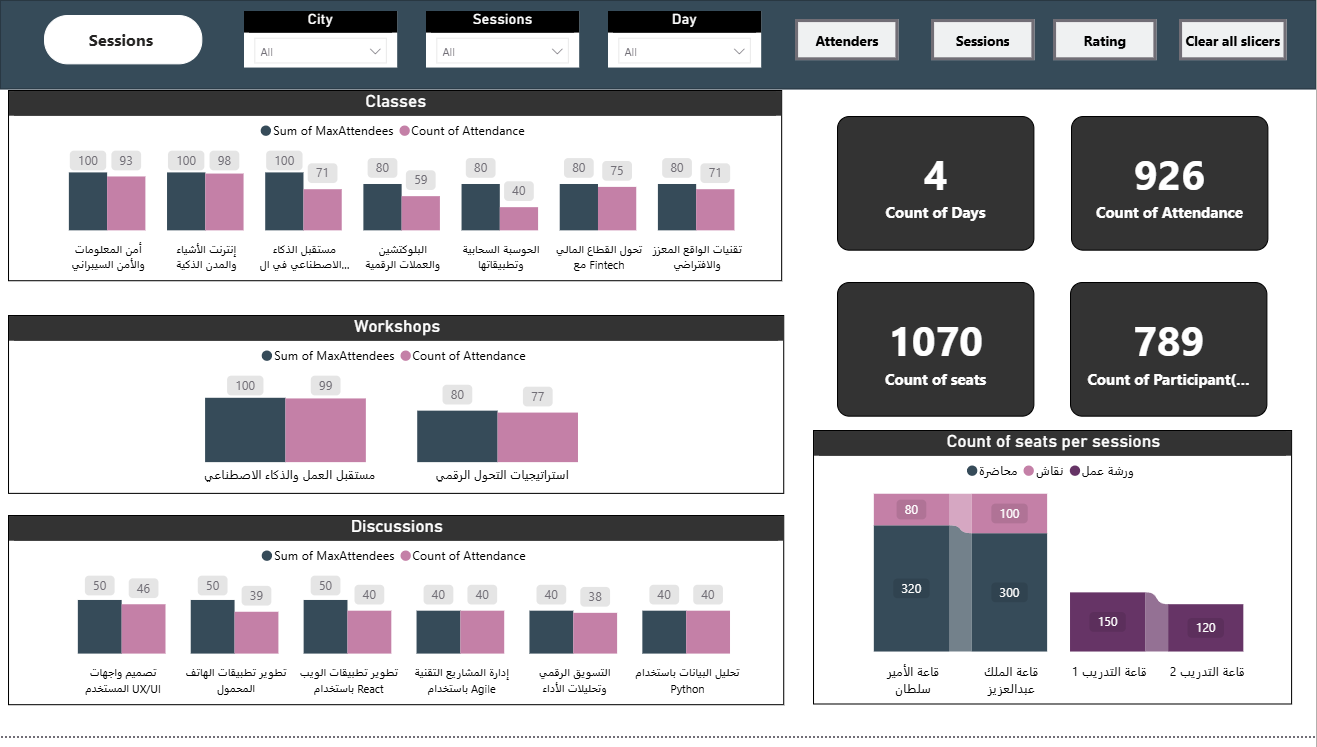 Sessions
City
Sessions
Day
All
All
All
Attenders
Sessions
Rating
Clear all slicers
Classes
Sum of MaxAttendees Count of Attendance
100 93
100 98
100 71
80 59
80 40
80 75
80 71
أمن المعلومات
والأمن السيبراني
إنترنت الأشياء
والمدن الذكية
مستقبل الذكاء
الاصطناعي في ال...
البلوكتشين
والعملات الرقمية
الحوسبة السحابية
وتطبيقاتها
تحول القطاع المالي
مع Fintech
تقنيات الواقع المعزز
والافتراضي
Workshops
Sum of MaxAttendees Count of Attendance
100 99
80 77
مستقبل العمل والذكاء الاصطناعي
استراتيجيات التحول الرقمي
Discussions
Sum of MaxAttendees Count of Attendance
50 46
50 39
50 40
40 40
40 38
40 40
تصميم واجهات
المستخدم UX/UI
تطوير تطبيقات الهاتف
المحمول
تطوير تطبيقات الويب
باستخدام React
إدارة المشاريع التقنية
باستخدام Agile
التسويق الرقمي
وتحليلات الأداء
تحليل البيانات باستخدام
Python
4
Count of Days
926
Count of Attendance
1070
Count of seats
789
Count of Participant(...
Count of seats per sessions
محاضرة نقاش ورشة عمل
80
100
320
300
150
120
قاعة الأمير
سلطان
قاعة الملك
عبدالعزيز
قاعة التدريب 1
قاعة التدريب 2